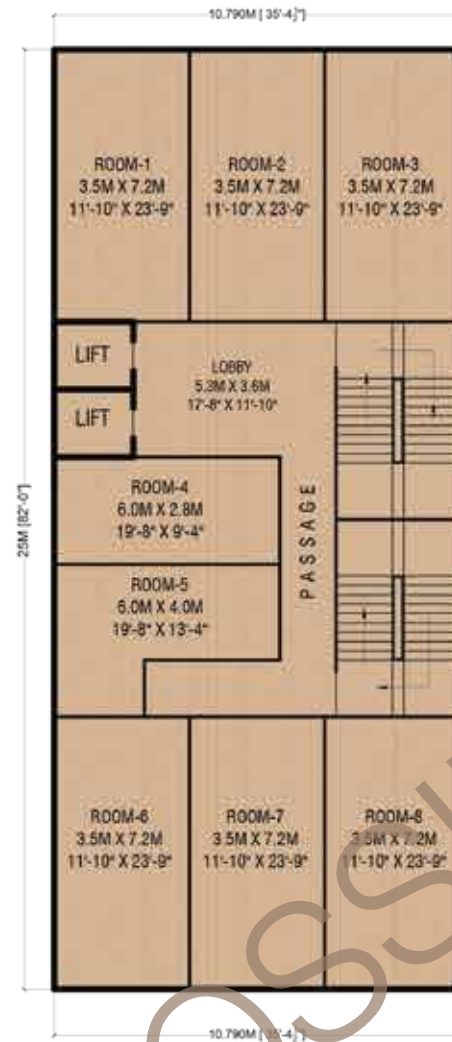 10.790M [ 35'-4]"]
ROOM-1
3.5M X 7.2M
11'-10" X 23'-9"
ROOM-2
3.5M X 7.2M
11'-10" X 23'-9"
ROOM-3
3.5M X 7.2M
11'-10" X 23'-9"
LIFT
LOBBY
5.3M X 3.6M
17'-8" X 11'-10"
LIFT
25M [82'-0"]
ROOM-4
6.0M X 2.8M
19'-8" X 9'-4"
PASSAGE
ROOM-5
6.0M X 4.0M
19'-8" X 13'-4"
ROOM-6
3.5M X 7.2M
11'-10" X 23'-9"
ROOM-7
3.5M X 7.2M
11'-10" X 23'-9"
ROOM-8
3.5M X 7.2M
11'-10" X 23'-9"
10.790M [ 35'-4]"]